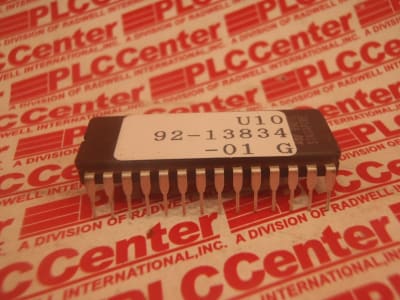 U10
92-13834
-01 G
PLCCenter
A DIVISION OF RADWELL INTERNATIONAL, INC.